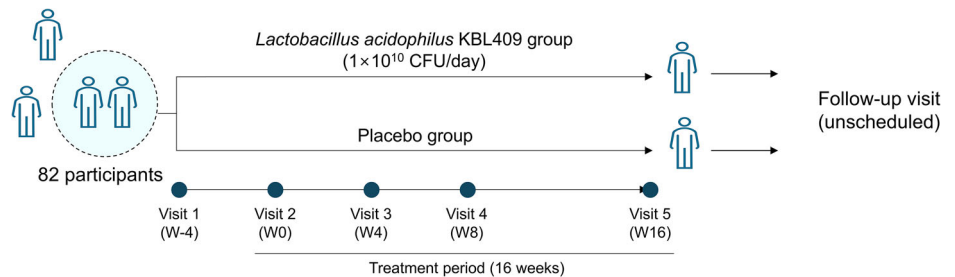 Lactobacillus acidophilus KBL409 group
(1×10¹⁰ CFU/day)
Placebo group
82 participants
Follow-up visit
(unscheduled)
Visit 1
(W-4)
Visit 2
(W0)
Visit 3
(W4)
Visit 4
(W8)
Visit 5
(W16)
Treatment period (16 weeks)